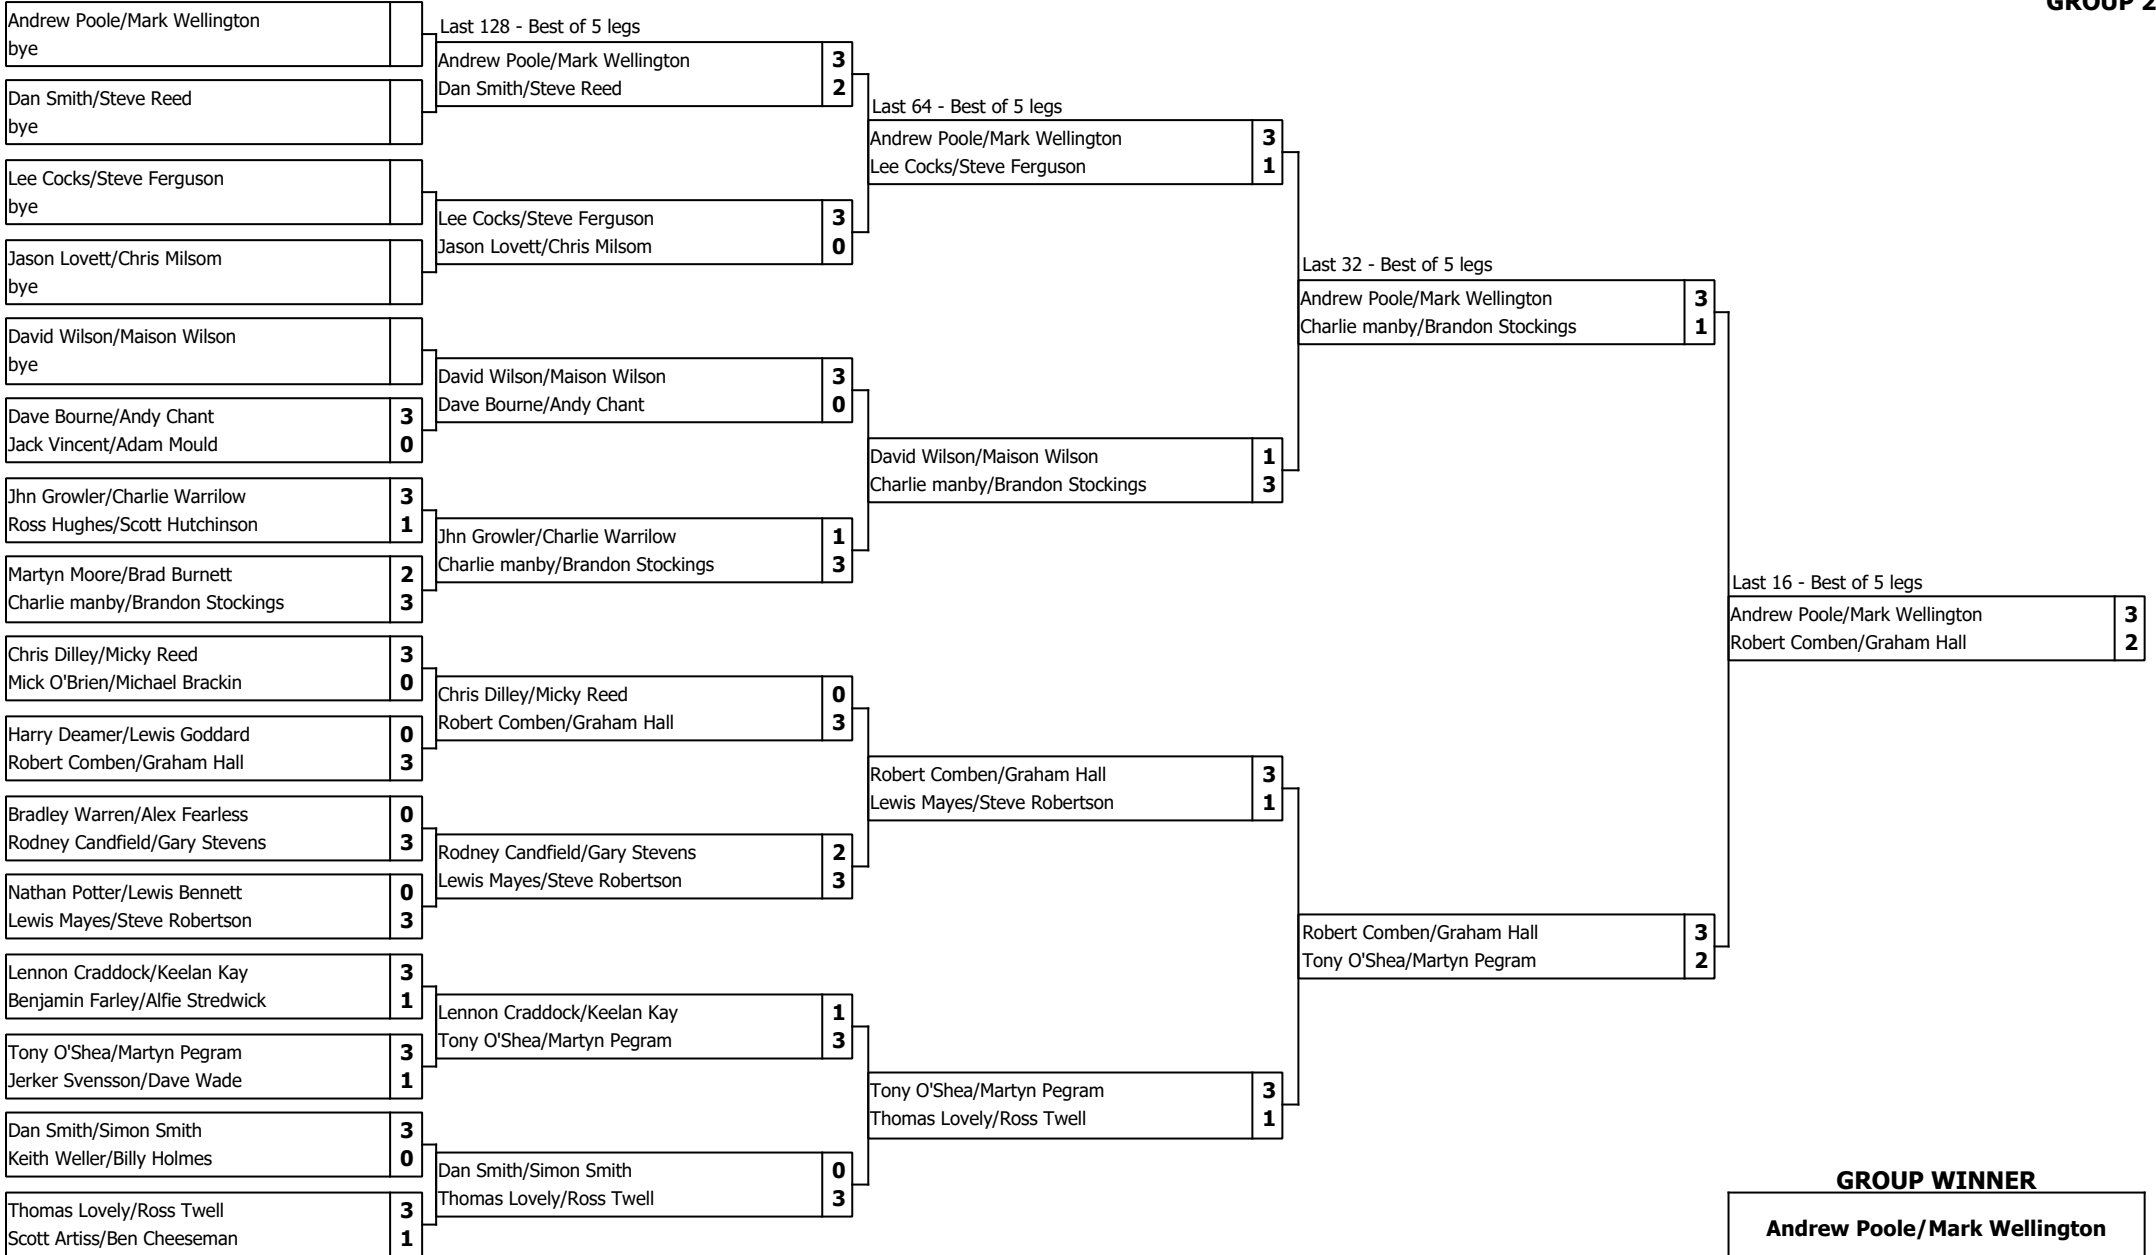 GROUP 2
Andrew Poole/Mark Wellington
bye
Dan Smith/Steve Reed
bye
Lee Cocks/Steve Ferguson
bye
Jason Lovett/Chris Milsom
bye
David Wilson/Maison Wilson
bye
Dave Bourne/Andy Chant 3
Jack Vincent/Adam Mould 0
Jhn Growler/Charlie Warrilow 3
Ross Hughes/Scott Hutchinson 1
Martyn Moore/Brad Burnett 2
Charlie manby/Brandon Stockings 3
Chris Dilley/Micky Reed 3
Mick O'Brien/Michael Brackin 0
Harry Deamer/Lewis Goddard 0
Robert Comben/Graham Hall 3
Bradley Warren/Alex Fearless 0
Rodney Candfield/Gary Stevens 3
Nathan Potter/Lewis Bennett 0
Lewis Mayes/Steve Robertson 3
Lennon Craddock/Keelan Kay 3
Benjamin Farley/Alfie Stredwick 1
Tony O'Shea/Martyn Pegram 3
Jerker Svensson/Dave Wade 1
Dan Smith/Simon Smith 3
Keith Weller/Billy Holmes 0
Thomas Lovely/Ross Twell 3
Scott Artiss/Ben Cheeseman 1
Last 128 - Best of 5 legs
Andrew Poole/Mark Wellington 3
Dan Smith/Steve Reed 2
Lee Cocks/Steve Ferguson 3
Jason Lovett/Chris Milsom 0
David Wilson/Maison Wilson 3
Dave Bourne/Andy Chant 0
Jhn Growler/Charlie Warrilow 1
Charlie manby/Brandon Stockings 3
Chris Dilley/Micky Reed 0
Robert Comben/Graham Hall 3
Rodney Candfield/Gary Stevens 2
Lewis Mayes/Steve Robertson 3
Lennon Craddock/Keelan Kay 1
Tony O'Shea/Martyn Pegram 3
Dan Smith/Simon Smith 0
Thomas Lovely/Ross Twell 3
Last 64 - Best of 5 legs
Andrew Poole/Mark Wellington 3
Lee Cocks/Steve Ferguson 1
David Wilson/Maison Wilson 1
Charlie manby/Brandon Stockings 3
Robert Comben/Graham Hall 3
Lewis Mayes/Steve Robertson 1
Tony O'Shea/Martyn Pegram 3
Thomas Lovely/Ross Twell 1
Last 32 - Best of 5 legs
Andrew Poole/Mark Wellington 3
Charlie manby/Brandon Stockings 1
Robert Comben/Graham Hall 3
Tony O'Shea/Martyn Pegram 2
Last 16 - Best of 5 legs
Andrew Poole/Mark Wellington 3
Robert Comben/Graham Hall 2
GROUP WINNER
Andrew Poole/Mark Wellington